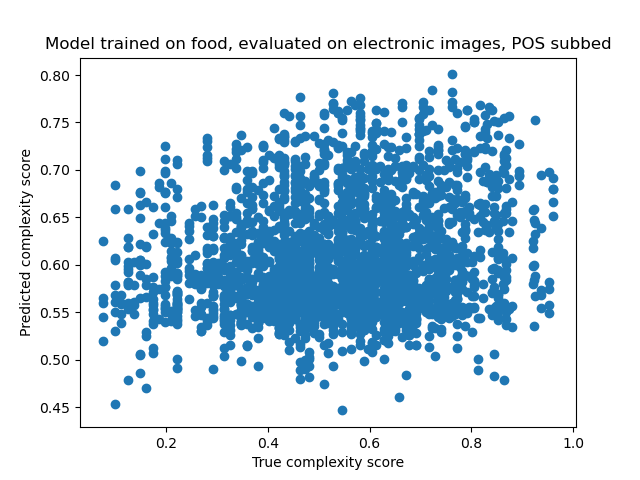 Model trained on food, evaluated on electronic images, POS subbed
0.80
0.75
0.70
0.65
0.60
0.55
0.50
0.45
Predicted complexity score
0.2 0.4 0.6 0.8 1.0
True complexity score